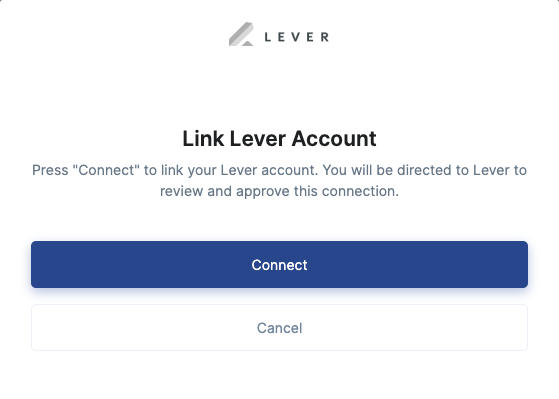 LEVER
Link Lever Account
Press "Connect" to link your Lever account. You will be directed to Lever to
review and approve this connection.
Connect
Cancel